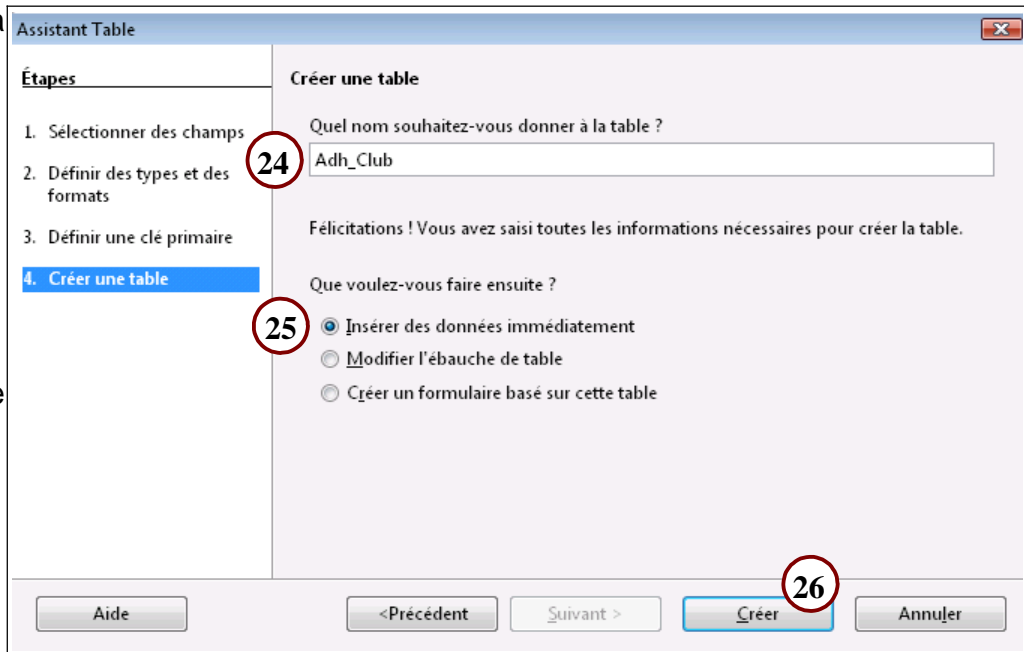 a
Assistant Table
Étapes
1. Sélectionner des champs
2. Définir des types et des
formats
3. Définir une clé primaire
4. Créer une table
Créer une table
Quel nom souhaitez-vous donner à la table ?
24
Adh_Club
Félicitations ! Vous avez saisi toutes les informations nécessaires pour créer la table.
Que voulez-vous faire ensuite ?
25
Insérer des données immédiatement
Modifier l'ébauche de table
Créer un formulaire basé sur cette table
e
26
Aide
<Précédent
Suivant >
Créer
Annuler